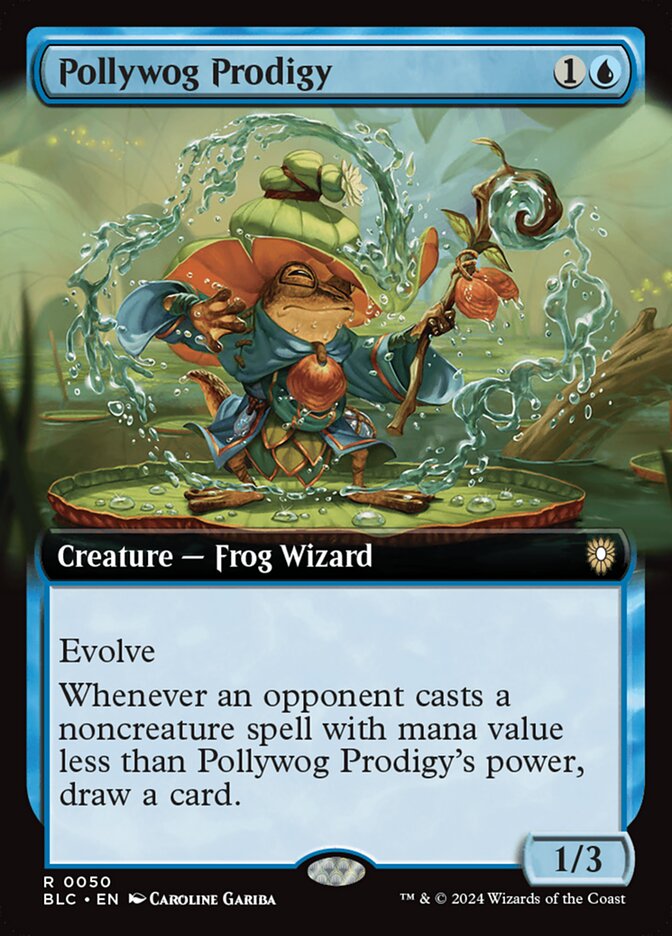 Pollywog Prodigy 1
Creature — Frog Wizard
Evolve
Whenever an opponent casts a
noncreature spell with mana value
less than Pollywog Prodigy's power,
draw a card.
1/3
R 0050
BLC • EN Caroline Gariba
™ & © 2024 Wizards of the Coast